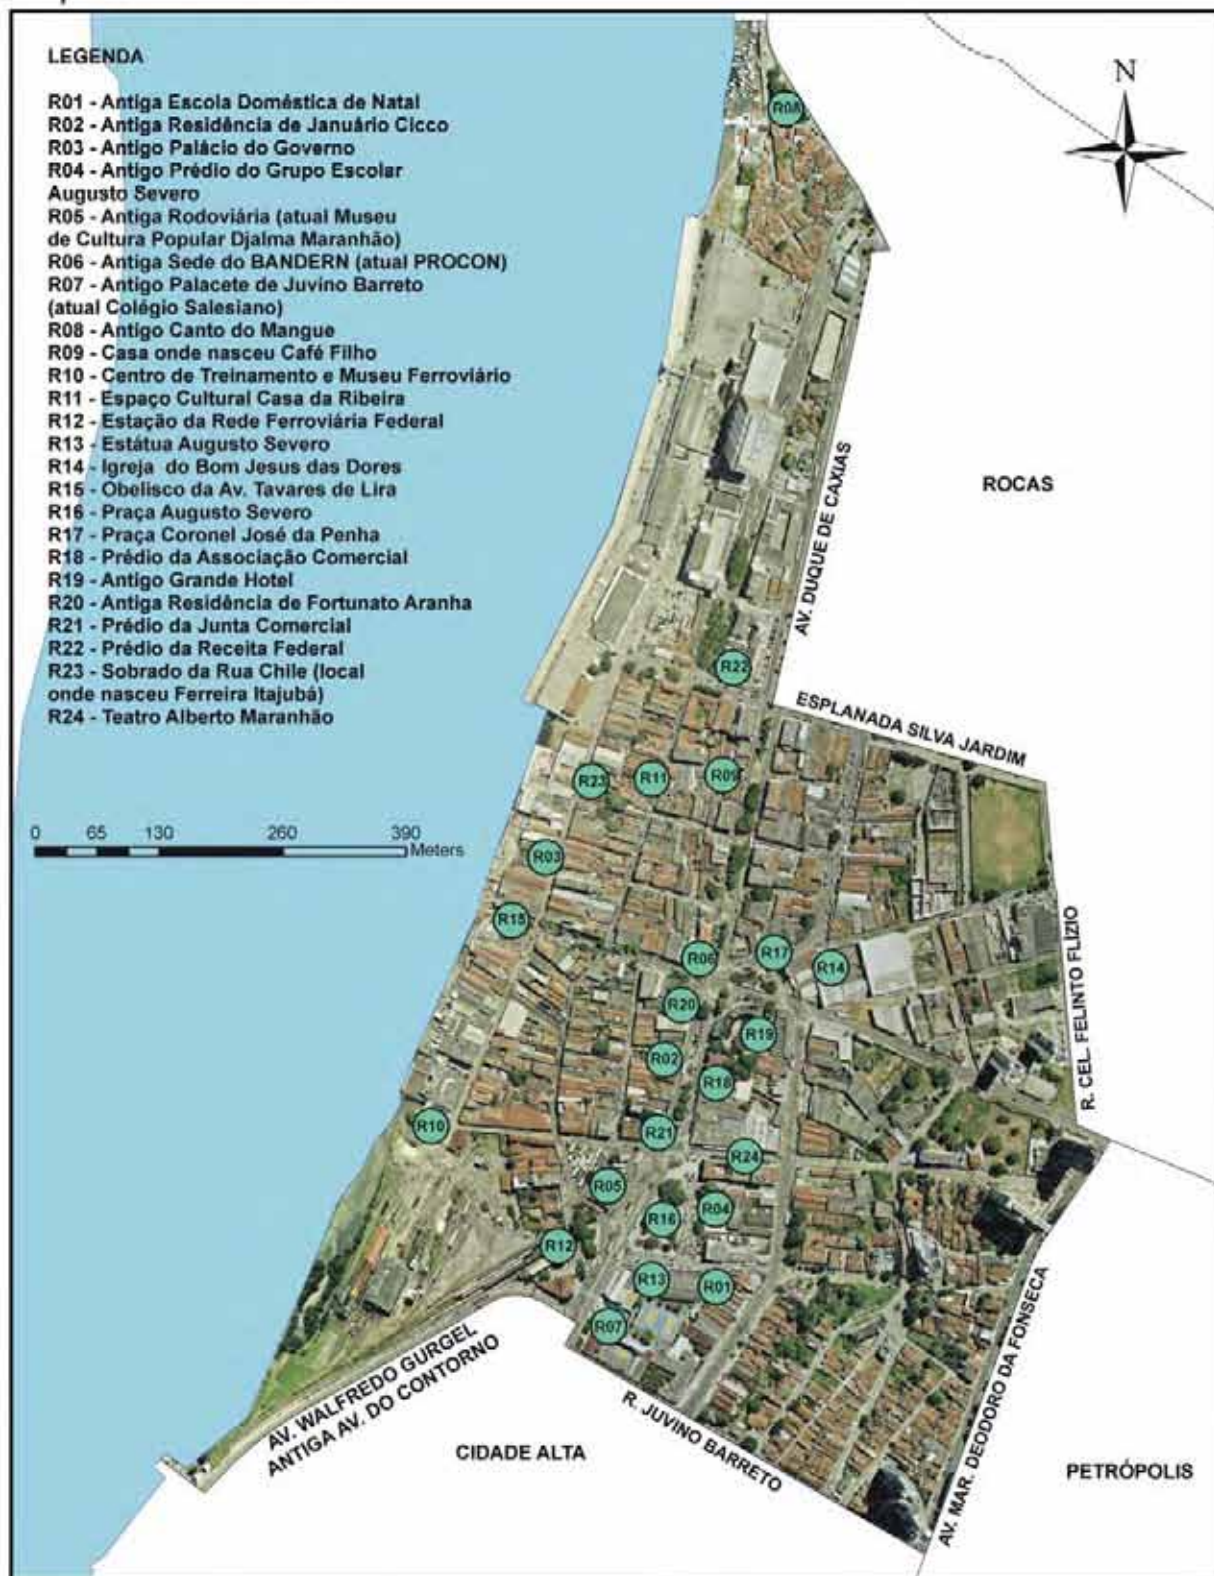 LEGENDA
R01 - Antiga Escola Doméstica de Natal
R02 - Antiga Residência de Januário Cicco
R03 - Antigo Palácio do Governo
R04 - Antigo Prédio do Grupo Escolar
Augusto Severo
R05 - Antiga Rodoviária (atual Museu
de Cultura Popular Djalma Maranhão)
R06 - Antiga Sede do BANDERN (atual PROCON)
R07 - Antigo Palacete de Juvino Barreto
(atual Colégio Salesiano)
R08 - Antigo Canto do Mangue
R09 - Casa onde nasceu Café Filho
R10 - Centro de Treinamento e Museu Ferroviário
R11 - Espaço Cultural Casa da Ribeira
R12 - Estação da Rede Ferroviária Federal
R13 - Estátua Augusto Severo
R14 - Igreja do Bom Jesus das Dores
R15 - Obelisco da Av. Tavares de Lira
R16 - Praça Augusto Severo
R17 - Praça Coronel José da Penha
R18 - Prédio da Associação Comercial
R19 - Antigo Grande Hotel
R20 - Antiga Residência de Fortunato Aranha
R21 - Prédio da Junta Comercial
R22 - Prédio da Receita Federal
R23 - Sobrado da Rua Chile (local
onde nasceu Ferreira Itajubá)
R24 - Teatro Alberto Maranhão
0 65 130 260 390
Meters
N
R08
ROCAS
AV. DUQUE DE CAXIAS
R22
ESPLANADA SILVA JARDIM
R23 R11 R09
R03
R15
R06 R17 R14
R20
R19
R02
R18
R10
R21
R24
R05
R16 R04
R12
R13 R01
R07
R. CEL. FELINTO FLÍZIO
AV. WALFREDO GURGEL
ANTIGA AV. DO CONTORNO
R. JUVINO BARRETO
AV. MAR. DEODORO DA FONSECA
CIDADE ALTA
PETRÓPOLIS